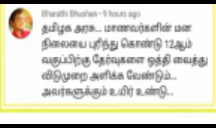 Bharathi Bhushan • 9 hours ago
தமிழக அரசு... மாணவர்களின் மன
நிலையை புரிந்து கொண்டு 12ஆம்
வகுப்பிற்கு தேர்வுகளை ஒத்தி வைத்து
விடுமுறை அளிக்க வேண்டும்...
அவர்களுக்கும் உயிர் உண்டு..